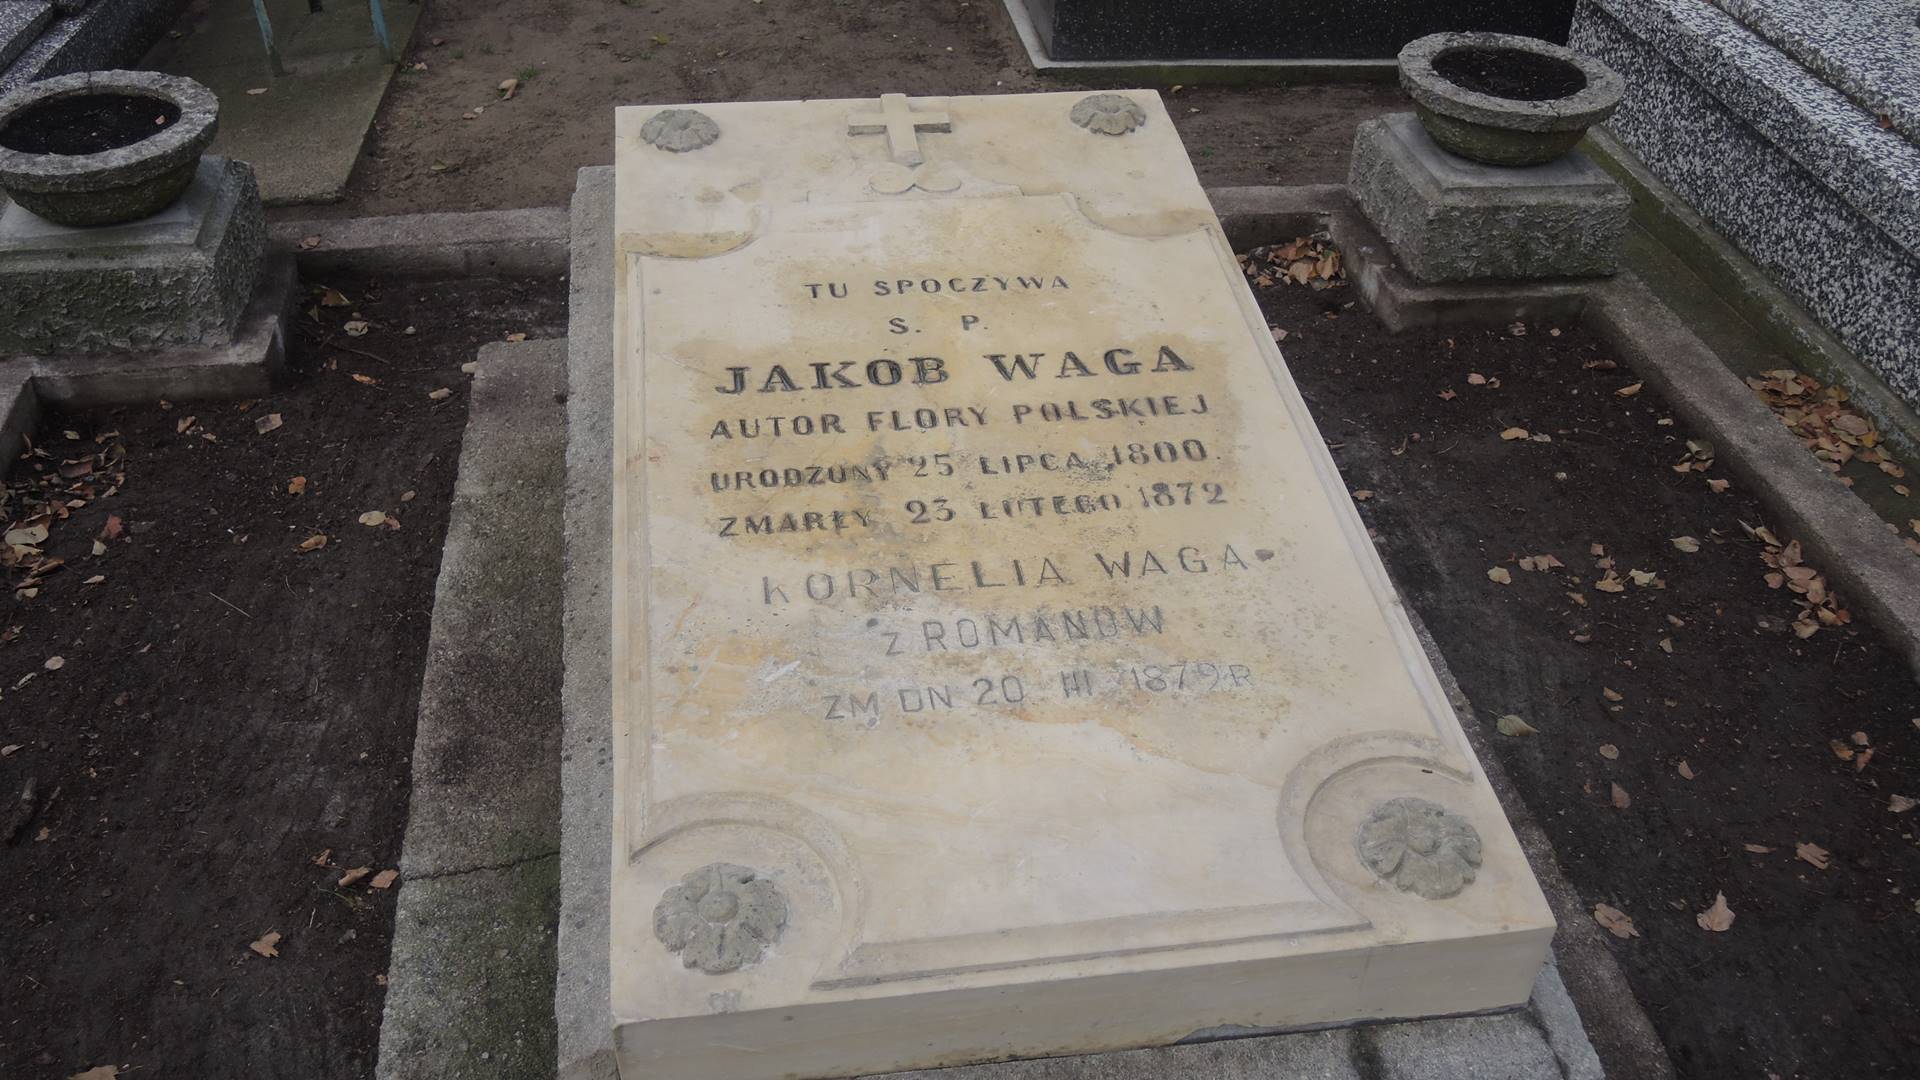 TU SPOCZYWA
S. P.
JAKOB WAGA
AUTOR FLORY POLSKIEJ
URODZONY 25 LIPCA 1800.
ZMARŁY 23 LUTEGO 1872
KORNELIA WAGA
Z ROMANÓW
ZM DN 20 III 1879 R